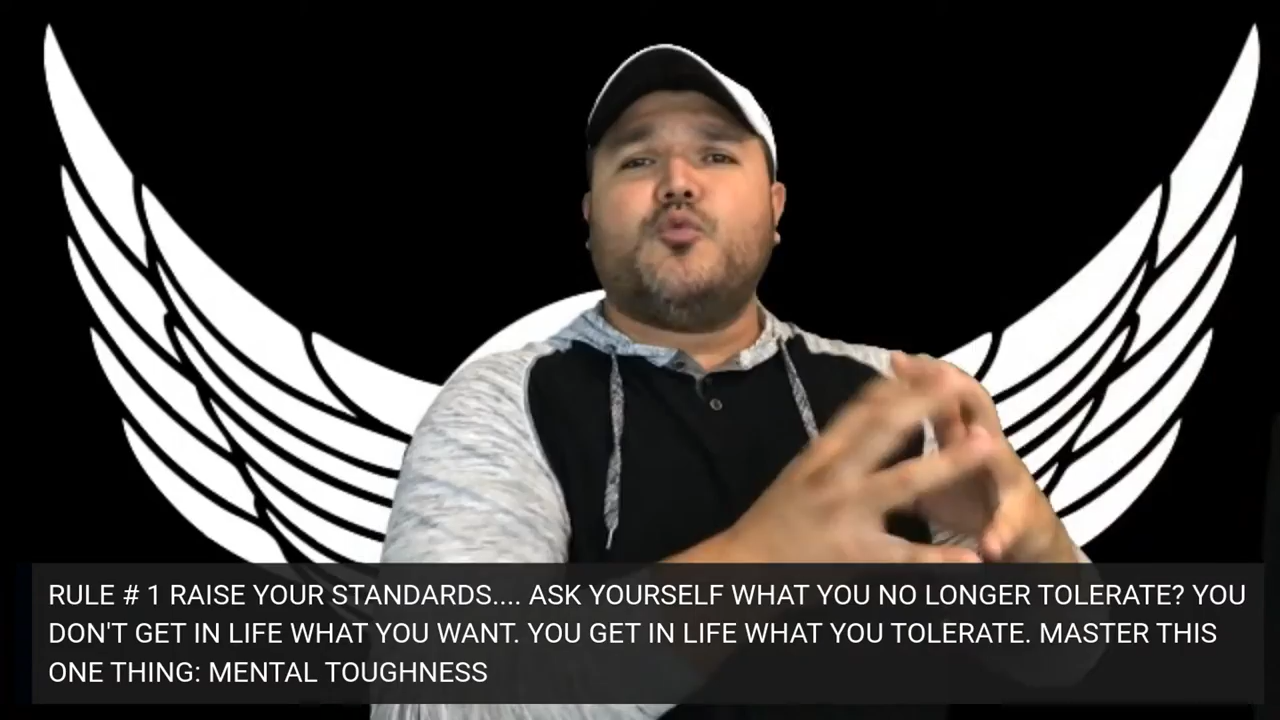 RULE # 1 RAISE YOUR STANDARDS.... ASK YOURSELF WHAT YOU NO LONGER TOLERATE? YOU
DON'T GET IN LIFE WHAT YOU WANT. YOU GET IN LIFE WHAT YOU TOLERATE. MASTER THIS
ONE THING: MENTAL TOUGHNESS